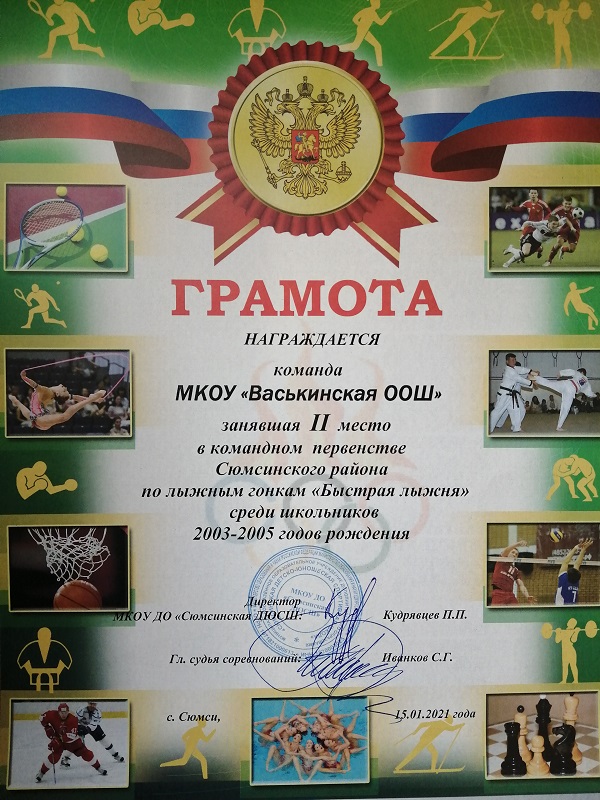 ГРАМОТА
НАГРАЖДАЕТСЯ
команда
МКОУ «Васькинская ООШ»
занявшая II место
в командном первенстве
Сюмсинского района
по лыжным гонкам «Быстрая лыжня»
среди школьников
2003-2005 годов рождения
МКОУ ДО
Директор
МКОУ ДО «Сюмсинская ДЮСШ: Кудрявцев П.П.
Гл. судья соревнований: Иванков С.Г.
с. Сюмси, 15.01.2021 года